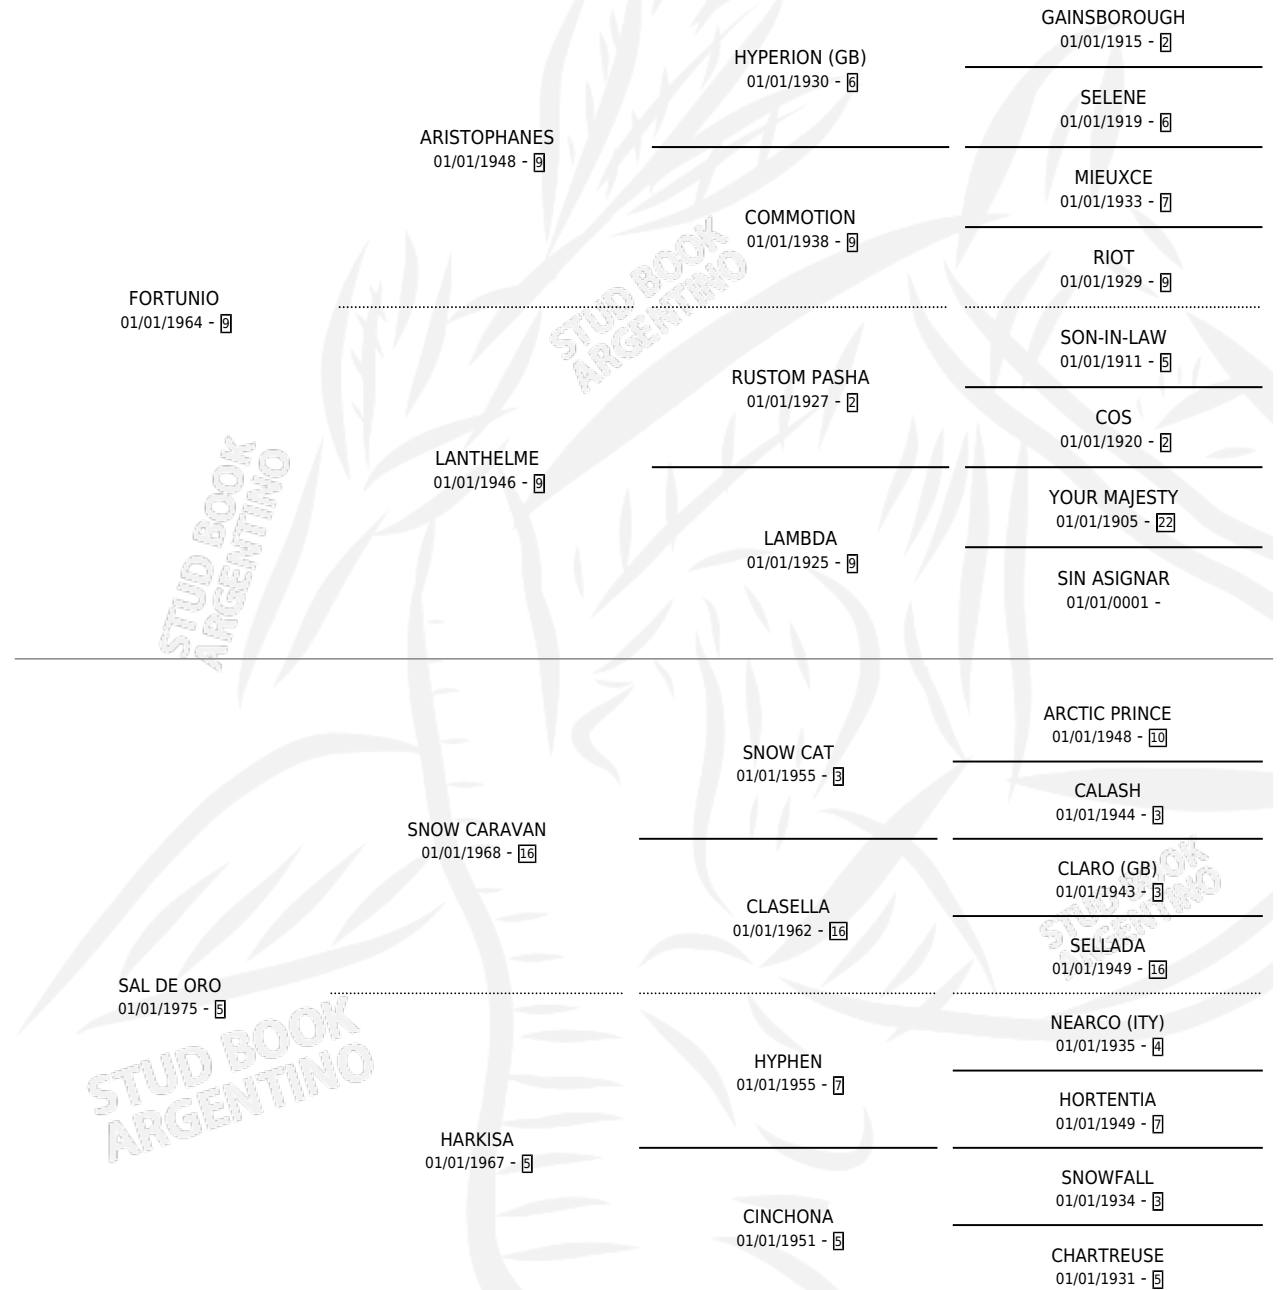 GAINSBOROUGH
01/01/1915 - 2
HYPERION (GB)
01/01/1930 - 6
SELENE
01/01/1919 - 6
ARISTOPHANES
01/01/1948 - 9
MIEUXCE
01/01/1933 - 7
COMMOTION
01/01/1938 - 9
RIOT
01/01/1929 - 9
FORTUNIO
01/01/1964 - 9
STUD BOOK
ARGENTINO
SON-IN-LAW
01/01/1911 - 5
RUSTOM PASHA
01/01/1927 - 2
COS
01/01/1920 - 2
LANTHELME
01/01/1946 - 9
YOUR MAJESTY
01/01/1905 - 22
LAMBDA
01/01/1925 - 9
SIN ASIGNAR
01/01/0001 -
STUD BOOK
ARGENTINO
ARCTIC PRINCE
01/01/1948 - 10
SNOW CAT
01/01/1955 - 3
CALASH
01/01/1944 - 3
SNOW CARAVAN
01/01/1968 - 16
CLARO (GB)
01/01/1943 - 3
CLASELLA
01/01/1962 - 16
SELLADA
01/01/1949 - 16
STUD BOOK
ARGENTINO
SAL DE ORO
01/01/1975 - 5
NEARCO (ITY)
01/01/1935 - 4
HYPHEN
01/01/1955 - 7
HORTENTIA
01/01/1949 - 7
STUD BOOK
ARGENTINO
HARKISA
01/01/1967 - 5
SNOWFALL
01/01/1934 - 3
CINCHONA
01/01/1951 - 5
CHARTREUSE
01/01/1931 - 5